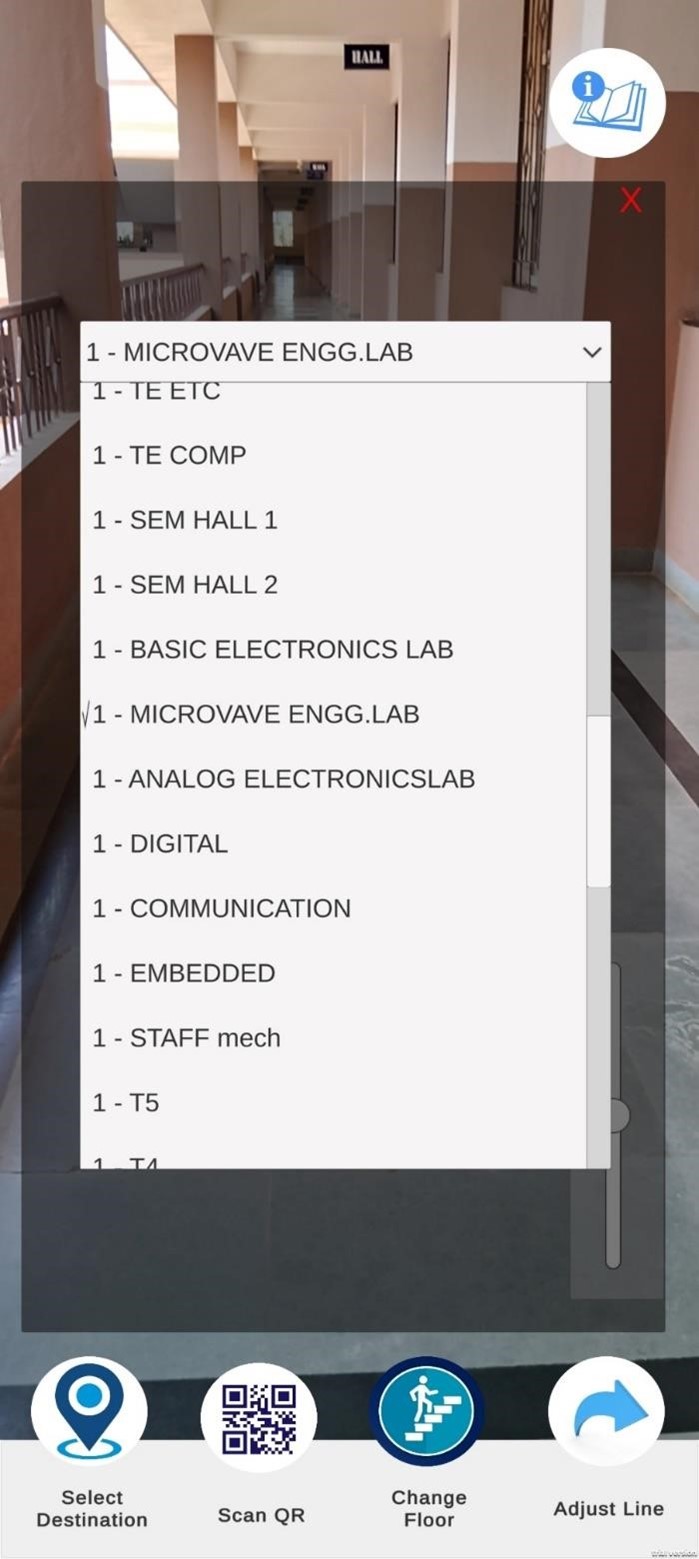 HALL
X
1 - MICROVAVE ENGG.LAB
1 - TE ETC
1 - TE COMP
1 - SEM HALL 1
1 - SEM HALL 2
1 - BASIC ELECTRONICS LAB
√1 - MICROVAVE ENGG.LAB
1 - ANALOG ELECTRONICSLAB
1 - DIGITAL
1 - COMMUNICATION
1 - EMBEDDED
1 - STAFF mech
1 - T5
1 - T4
Select
Destination
Scan QR
Change
Floor
Adjust Line